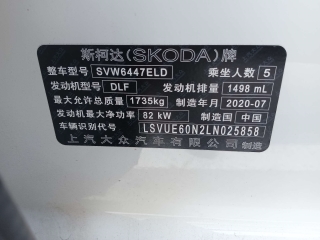 斯柯达(SKODA)牌
整车型号 SVW6447ELD 乘坐人数 5
发动机型号 DLF 发动机排量 1498 mL
最大允许总质量 1735kg 制造年月 2020-07
发动机最大净功率 82 kW 制造国 中国
车辆识别代号 LSVUE60N2LN025858
上汽大众汽车有限公司